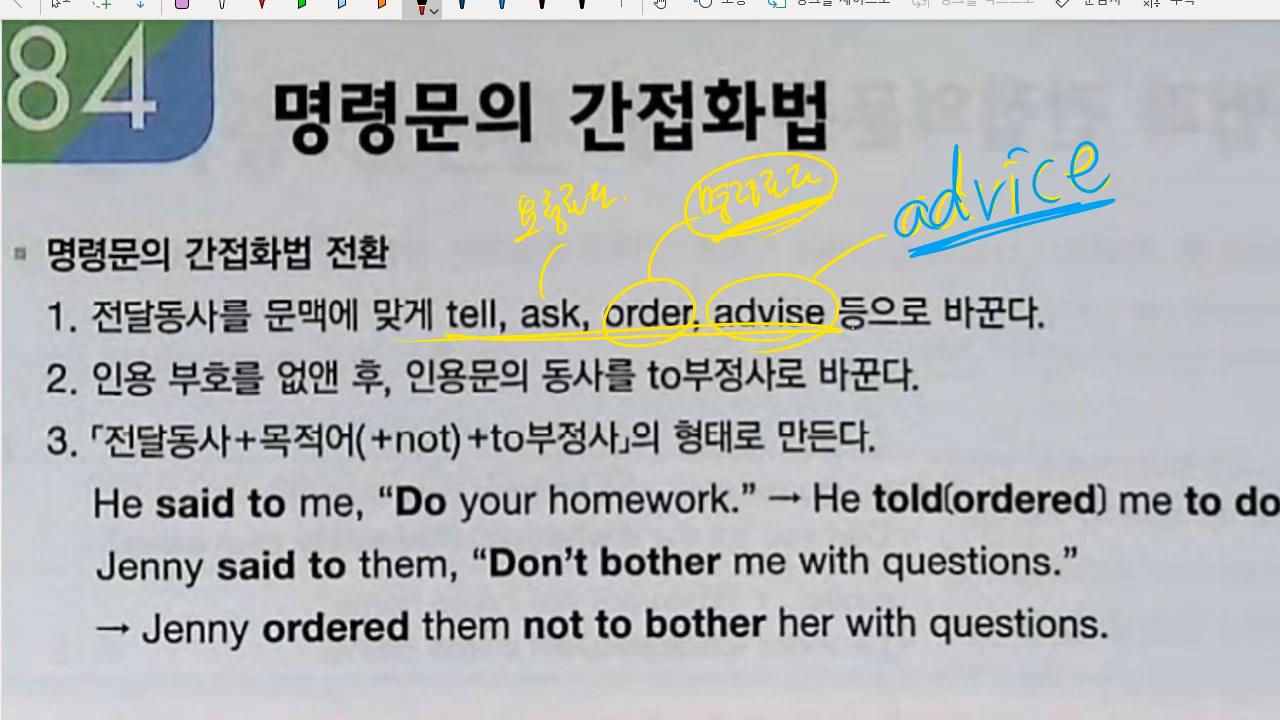 84
명령문의 간접화법
요청하다.
명령하다
advice
명령문의 간접화법 전환
1. 전달동사를 문맥에 맞게 tell, ask, order, advise 등으로 바꾼다.
2. 인용 부호를 없앤 후, 인용문의 동사를 to부정사로 바꾼다.
3. 「전달동사+목적어(+not)+to부정사」의 형태로 만든다.
He said to me, “Do your homework.” → He told(ordered) me to do
Jenny said to them, “Don’t bother me with questions.”
→ Jenny ordered them not to bother her with questions.